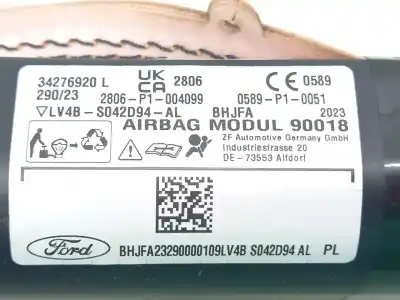 34276920 L
290/23
UK CA 2806
2806-P1-004099
CE 0589
0589-P1-0051
▽LV4B-S042D94-AL
BHJFA 2023
AIRBAG MODUL 90018
ZF Automotive Germany GmbH
Industriestrasse 20
DE-73553 Alfdorf
Ford
BHJFA23290000109LV4B S042D94 AL PL